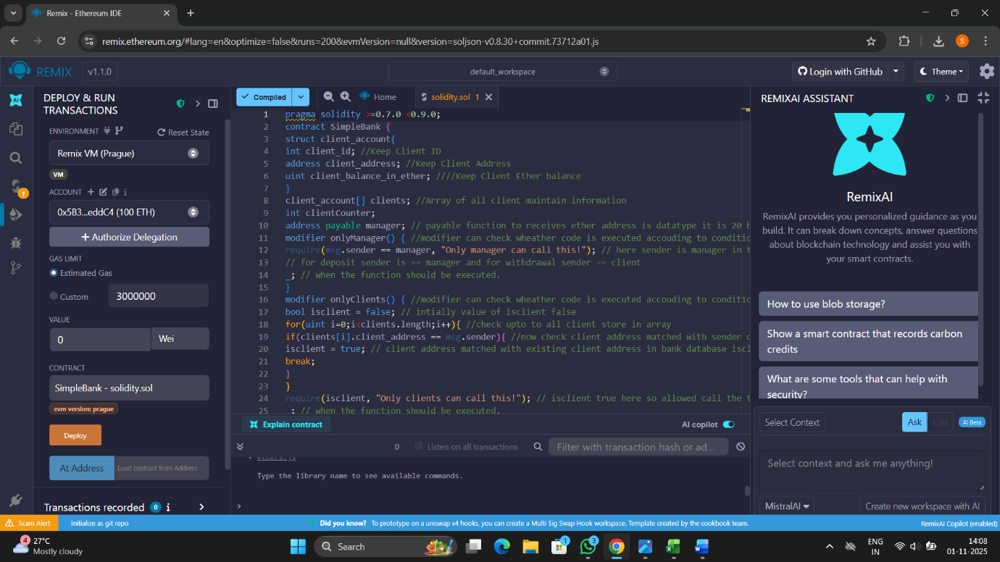 Remix - Ethereum IDE
remix.ethereum.org/#lang=en&optimize=false&runs=200&evmVersion=null&version=soljson-v0.8.30+commit.73712a01.js
S
REMIX
v1.1.0
default_workspace
Login with GitHub
Theme
AI
DEPLOY & RUN
TRANSACTIONS
ENVIRONMENT
Reset State
Remix VM (Prague)
VM
ACCOUNT
0x5B3...eddC4 (100 ETH)
Authorize Delegation
GAS LIMIT
Estimated Gas
Custom
3000000
VALUE
0
Wei
CONTRACT
SimpleBank - solidity.sol
evm version: prague
Deploy
At Address
Load contract from Address
Transactions recorded 0 i
1
Compiled
Home
solidity.sol 1
1 pragma solidity >=0.7.0 <0.9.0;
2 contract SimpleBank {
3 struct client_account{
4 int client_id; //Keep Client ID
5 address client_address; //Keep Client Address
6 uint client_balance_in_ether; ////Keep Client Ether balance
7 }
8 client_account[] clients; //Array of all client maintain information
9 int clientCounter;
10 address payable manager; // payable function to receives ether address is datatype it is 20 b
11 modifier onlyManager() { //modifier can check wheather code is executed accouding to conditio
12 require(msg.sender == manager, "Only manager can call this!"); // here sender is manager in t
13 // for deposit sender is == manager and for withdrawal sender == client
14 _; // when the function should be executed.
15 }
16 modifier onlyClients() { //modifier can check wheather code is executed accouding to conditio
17 bool isclient = false; // intially value of isclient false
18 for(uint i=0;i<clients.length;i++){ //check upto to all client store in array
19 if(clients[i].client_address == msg.sender){ //now check client address matched with sender
20 isclient = true; // client address matched with existing client address in bank database iscl
21 break;
22 }
23 }
24 require(isclient, "Only clients can call this!"); // isclient true here so allowed call the t
25 ; // when the function should be executed.
Explain contract
AI copilot
0
Listen on all transactions
Filter with transaction hash or ad...
ethers.js
Type the library name to see available commands.
>
REMIXAI ASSISTANT
RemixAI
RemixAI provides you personalized guidance as you
build. It can break down concepts, answer questions
about blockchain technology and assist you with
your smart contracts.
How to use blob storage?
Show a smart contract that records carbon
credits
What are some tools that can help with
security?
Select Context
Ask
Edit
AI Beta
Select context and ask me anything!
MistralAI
Create new workspace with AI
Scam Alert
Initialize as git repo
Did you know? To prototype on a uniswap v4 hooks, you can create a Multi Sig Swap Hook workspace. Template created by the cookbook team.
RemixAI Copilot (enabled)
4
27°C
Mostly cloudy
Search
1
3
ENG
IN
14:08
01-11-2025